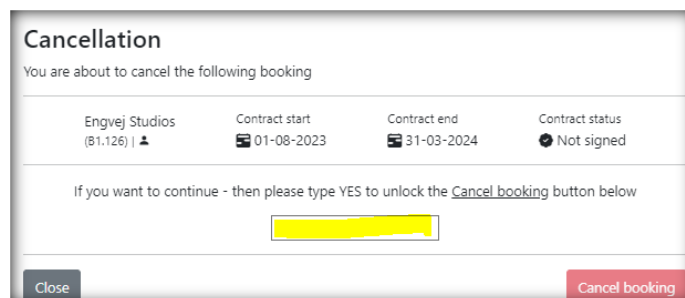 Cancellation
You are about to cancel the following booking
Engvej Studios
(B1.126) |
Contract start
01-08-2023
Contract end
31-03-2024
Contract status
Not signed
If you want to continue - then please type YES to unlock the Cancel booking button below
Close
Cancel booking